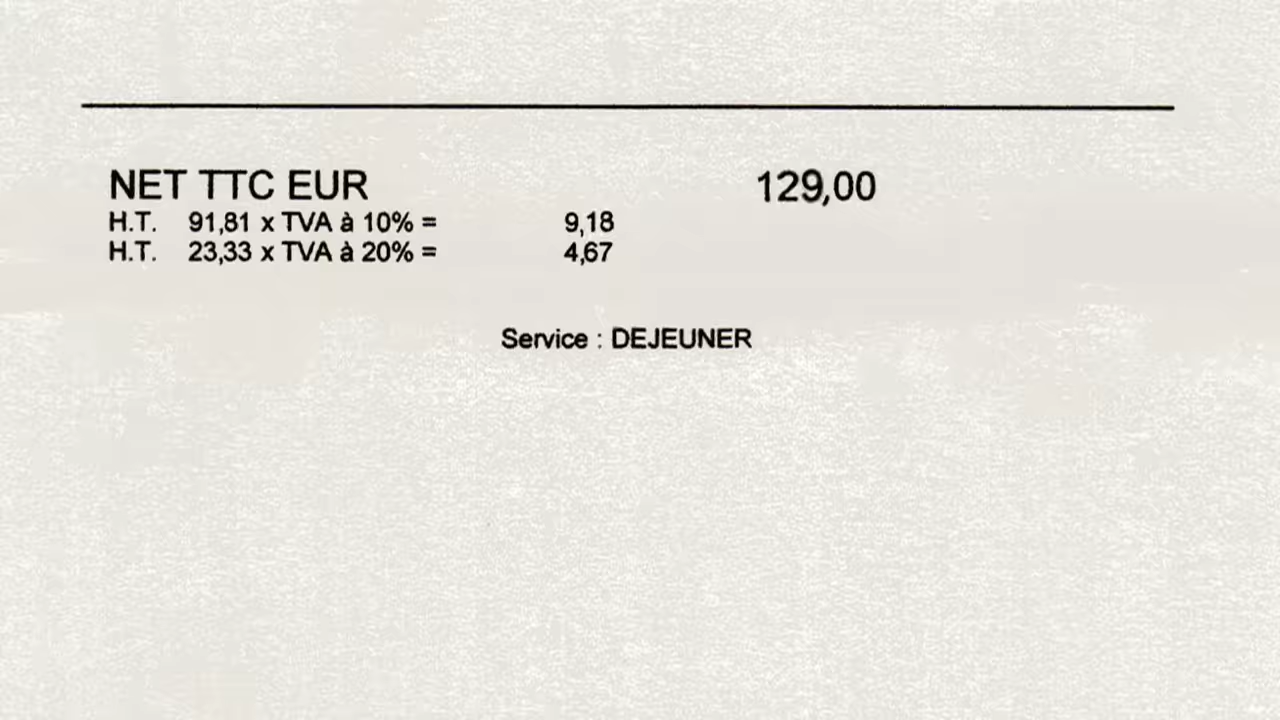 NET TTC EUR 129,00
H.T. 91,81 x TVA à 10% = 9,18
H.T. 23,33 x TVA à 20% = 4,67
Service : DEJEUNER